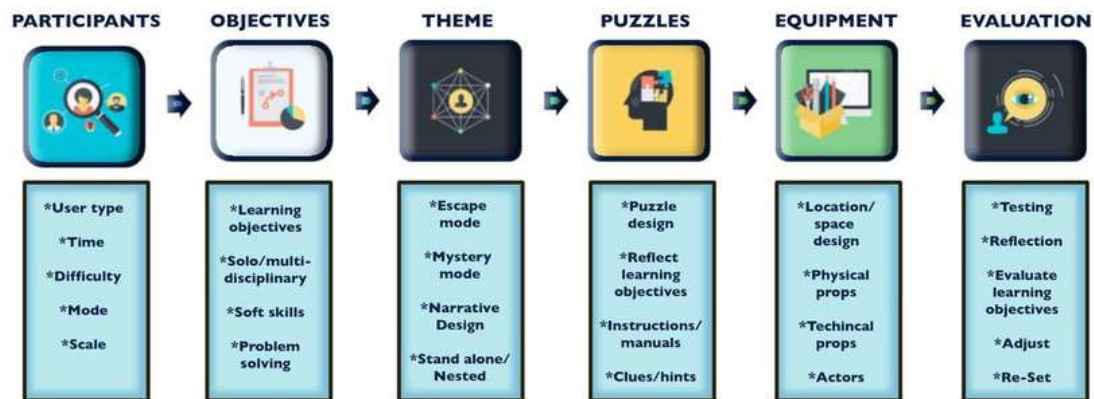 PARTICIPANTS
OBJECTIVES
THEME
PUZZLES
EQUIPMENT
EVALUATION
*User type
*Time
*Difficulty
*Mode
*Scale
*Learning
objectives
*Solo/multi-
disciplinary
*Soft skills
*Problem
solving
*Escape
mode
*Mystery
mode
*Narrative
Design
*Stand alone/
Nested
*Puzzle
design
*Reflect
learning
objectives
*Instructions/
manuals
*Clues/hints
*Location/
space
design
*Physical
props
*Techincal
props
*Actors
*Testing
*Reflection
*Evaluate
learning
objectives
*Adjust
*Re-Set